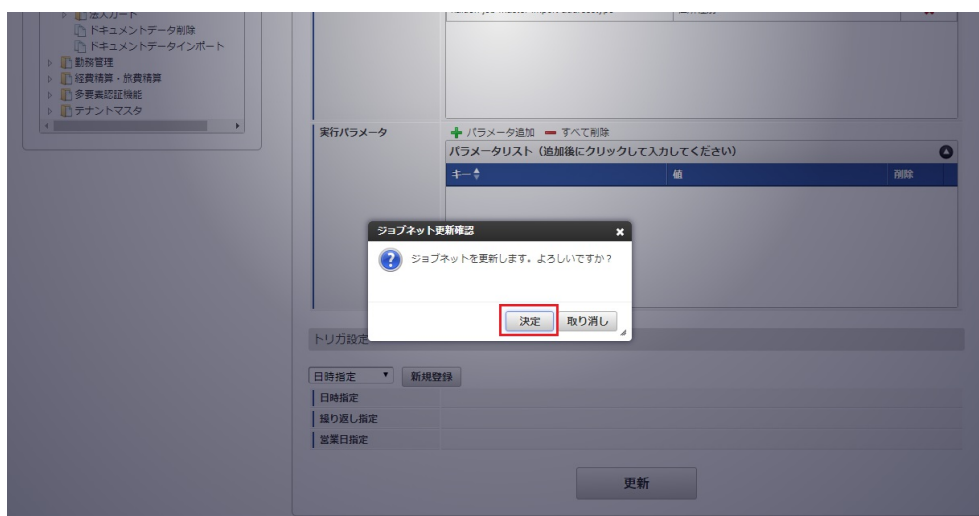 法人カード
ドキュメントデータ削除
ドキュメントデータインポート
勤務管理
経費精算・旅費精算
多要素認証機能
テナントマスタ
実行パラメータ
パラメータ追加 すべて削除
パラメータリスト(追加後にクリックして入力してください)
キー 値 削除
ジョブネット更新確認
ジョブネットを更新します。よろしいですか?
決定 取り消し
トリガ設定
日時指定 新規登録
日時指定
繰り返し指定
営業日指定
更新